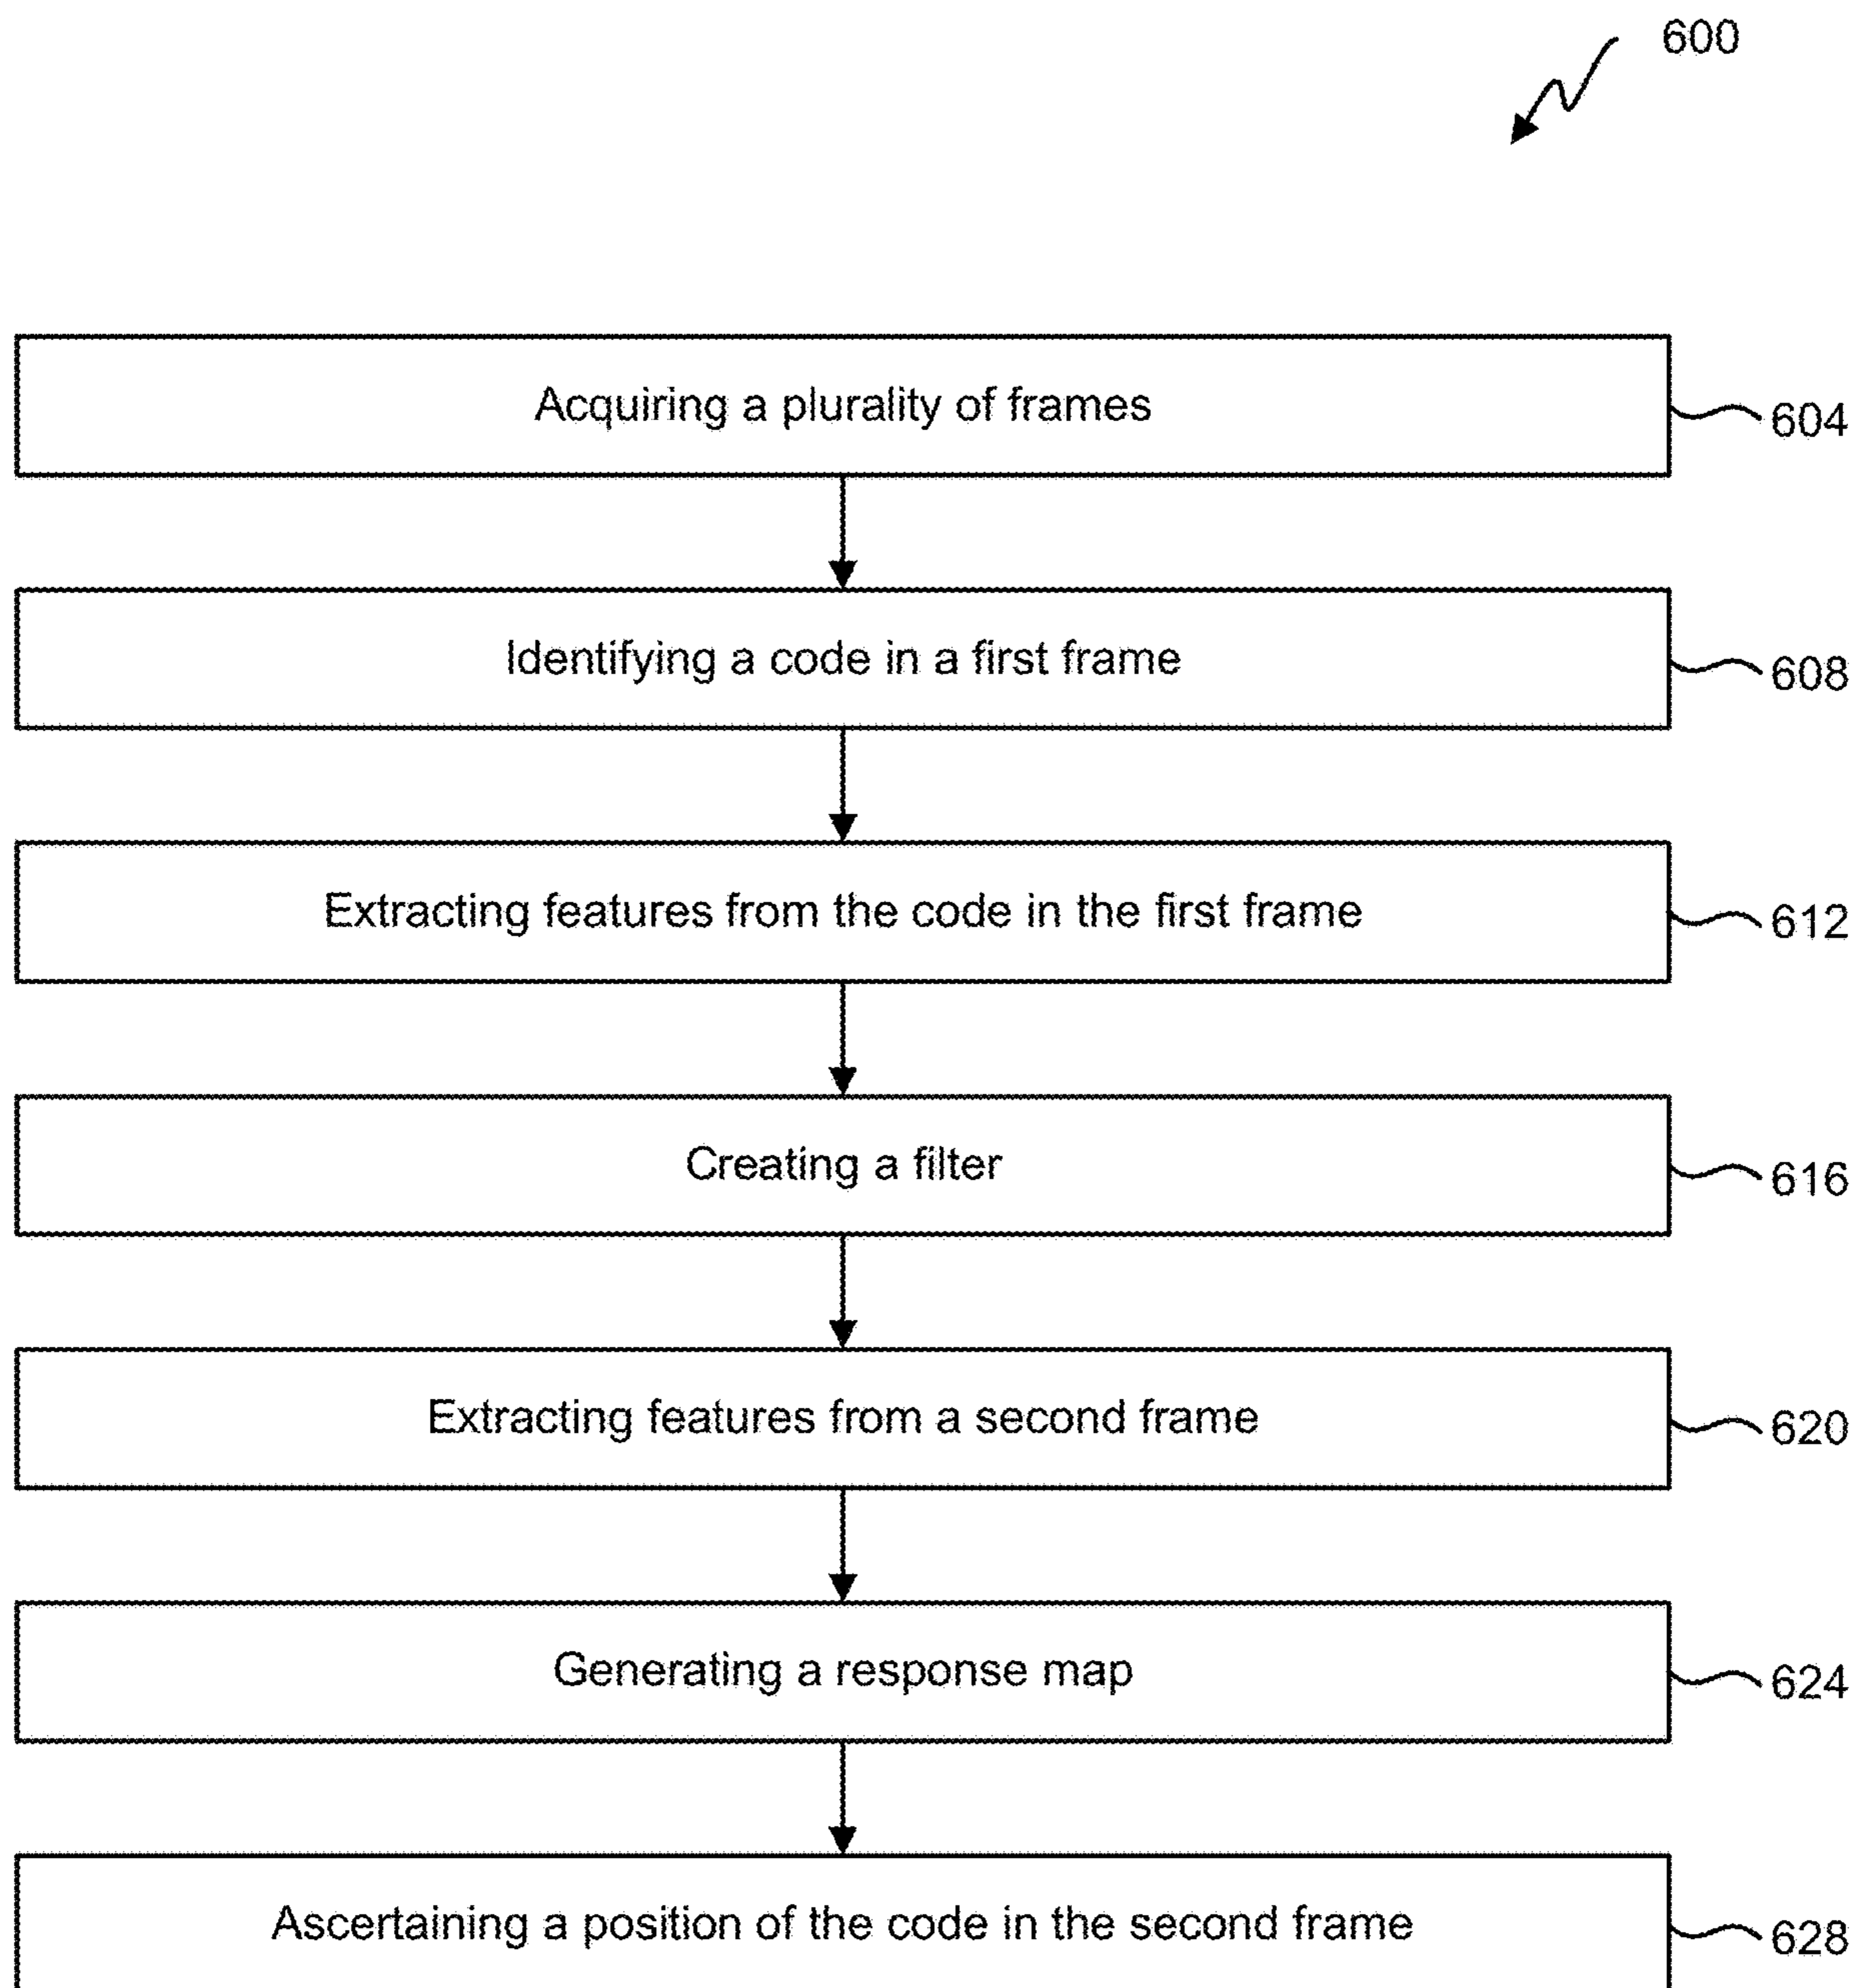 600
Acquiring a plurality of frames
604
Identifying a code in a first frame
608
Extracting features from the code in the first frame
612
Creating a filter
616
Extracting features from a second frame
620
Generating a response map
624
Ascertaining a position of the code in the second frame
628